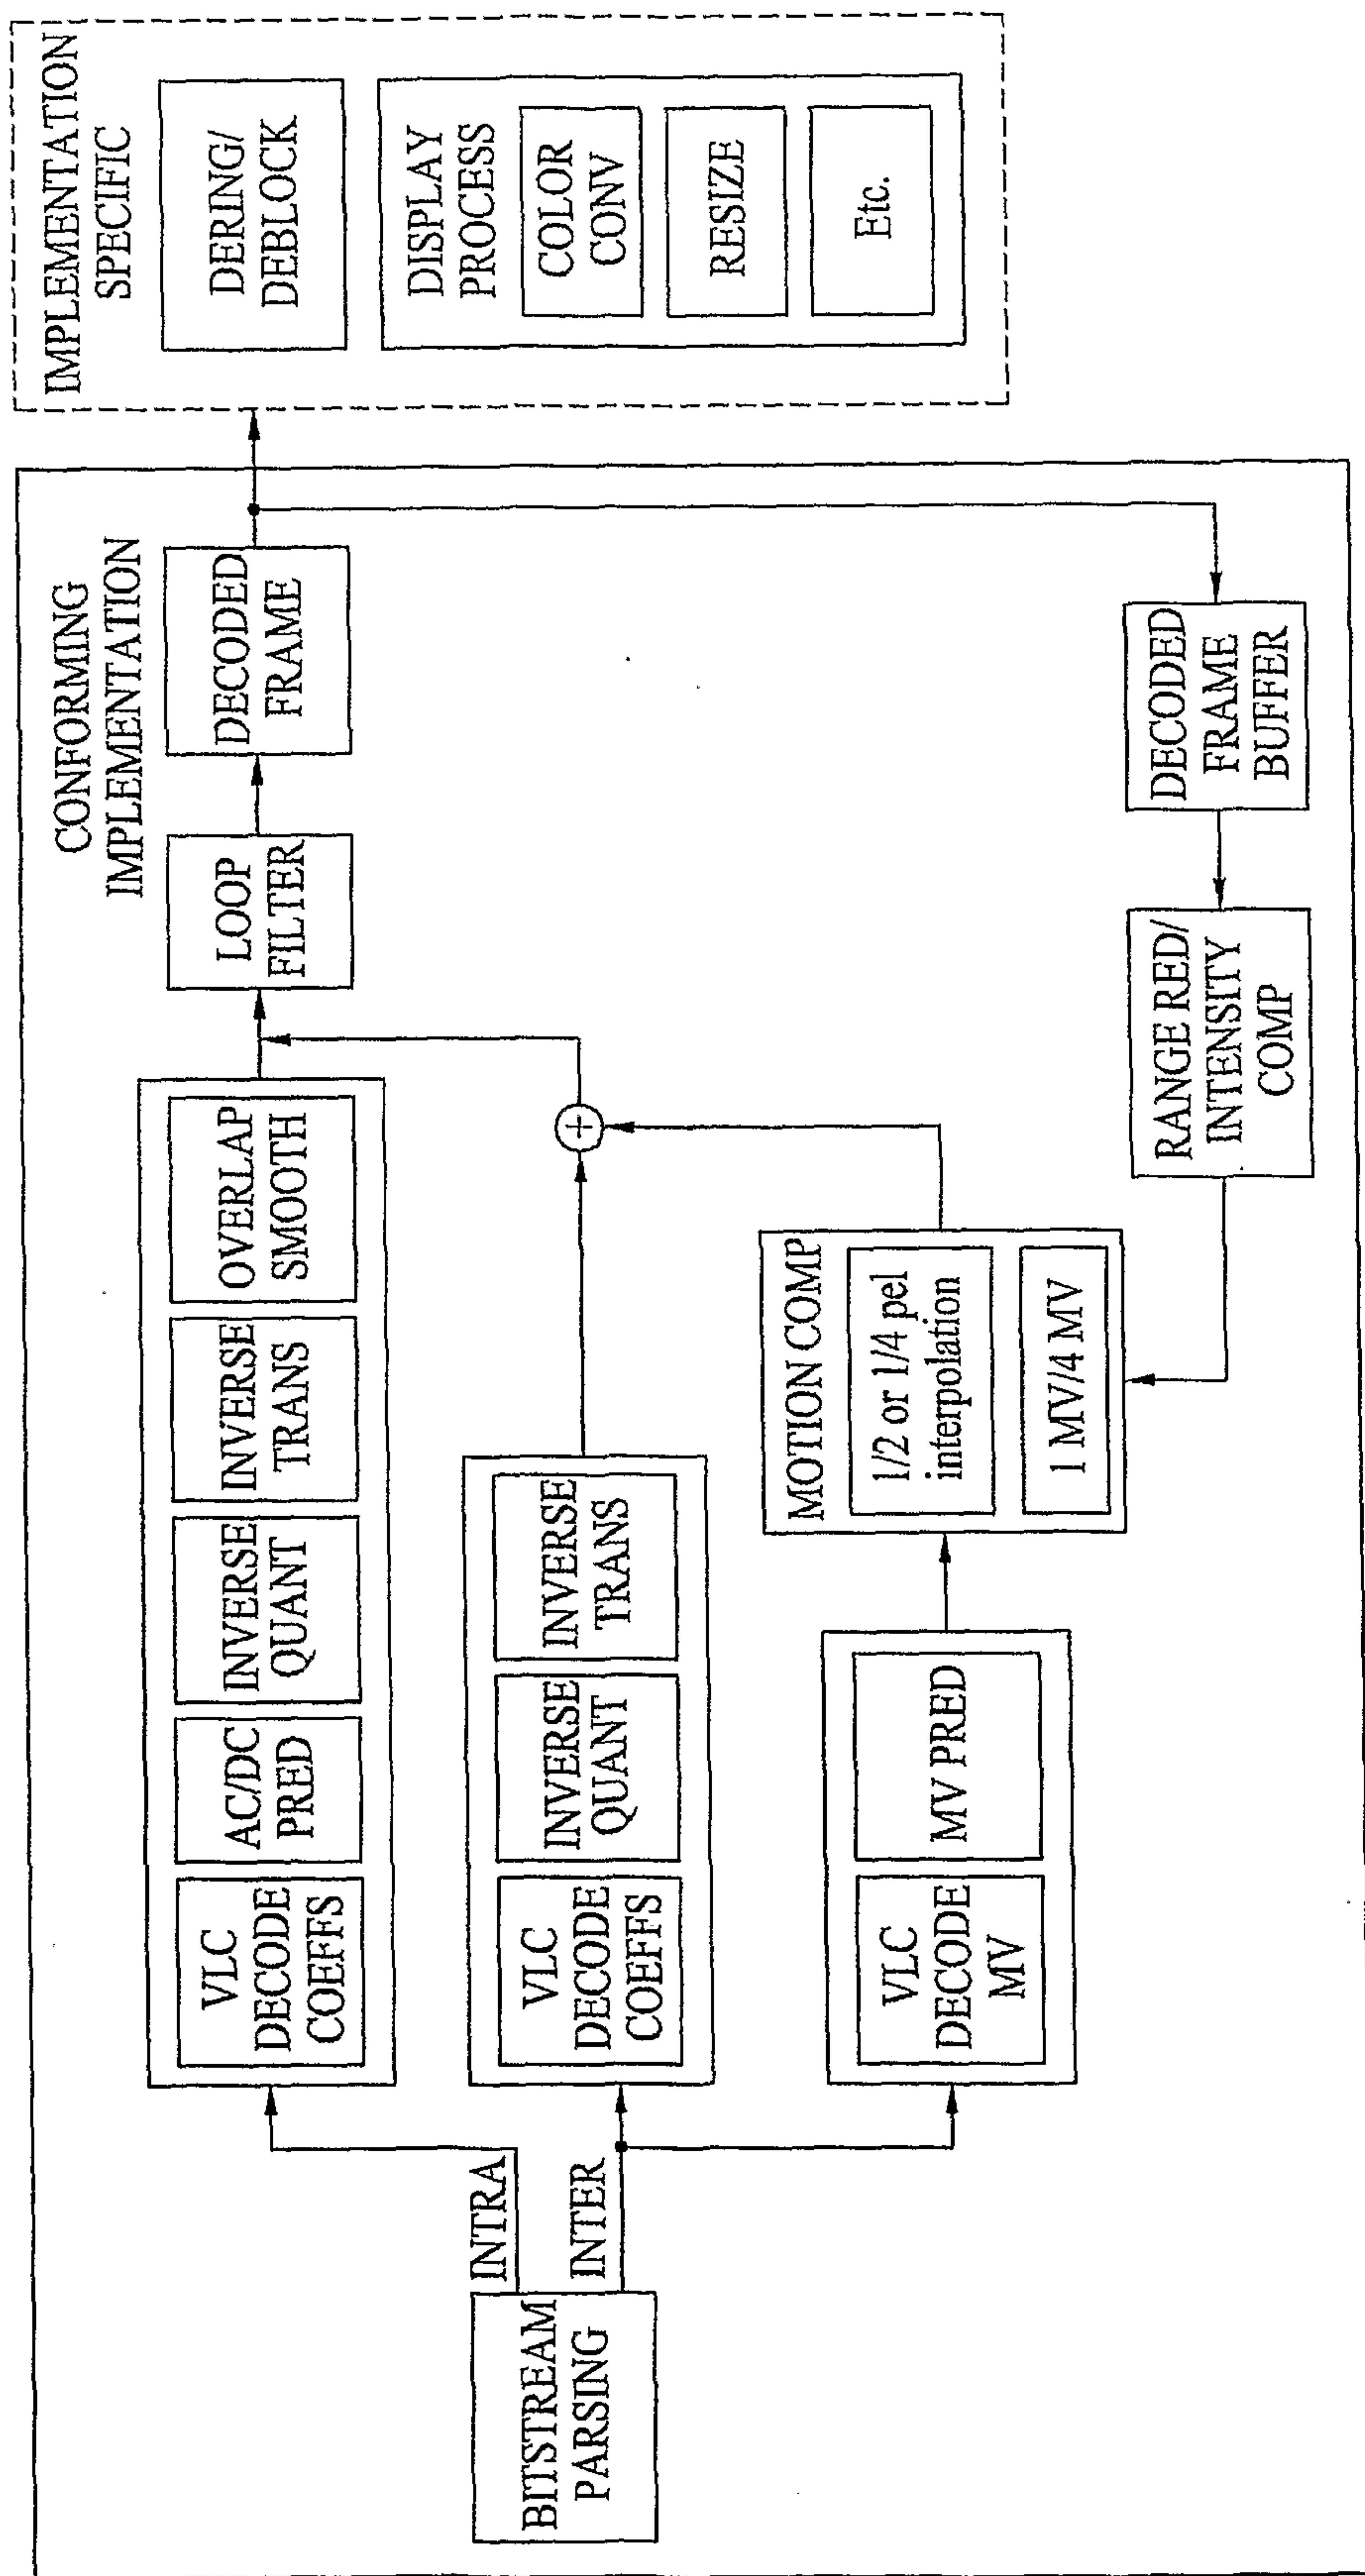 CONFORMING
IMPLEMENTATION
IMPLEMENTATION
SPECIFIC
BITSTREAM
PARSING
INTRA
INTER
VLC
DECODE
COEFFS
AC/DC
PRED
INVERSE
QUANT
INVERSE
TRANS
OVERLAP
SMOOTH
LOOP
FILTER
DECODED
FRAME
DERING/
DEBLOCK
DISPLAY
PROCESS
COLOR
CONV
RESIZE
Etc.
VLC
DECODE
COEFFS
INVERSE
QUANT
INVERSE
TRANS
+
VLC
DECODE
MV
MV PRED
MOTION COMP
1/2 or 1/4 pel
interpolation
1 MV/4 MV
RANGE RED/
INTENSITY
COMP
DECODED
FRAME
BUFFER